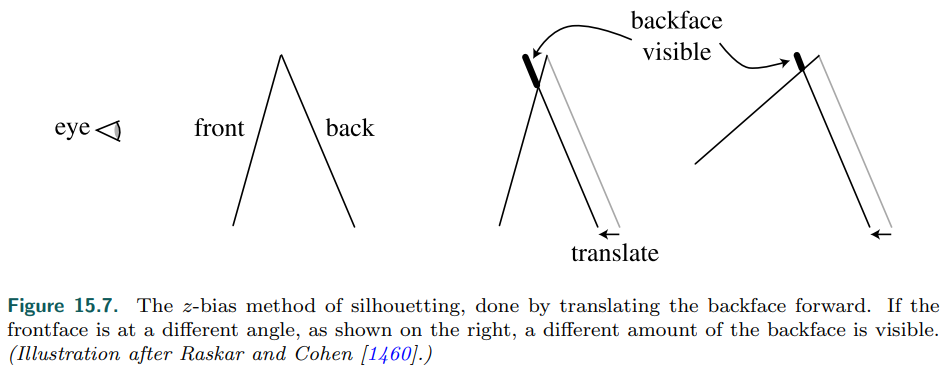 backface
visible
eye
front
back
translate
Figure 15.7. The z-bias method of silhouetting, done by translating the backface forward. If the
frontface is at a different angle, as shown on the right, a different amount of the backface is visible.
(Illustration after Raskar and Cohen [1460].)